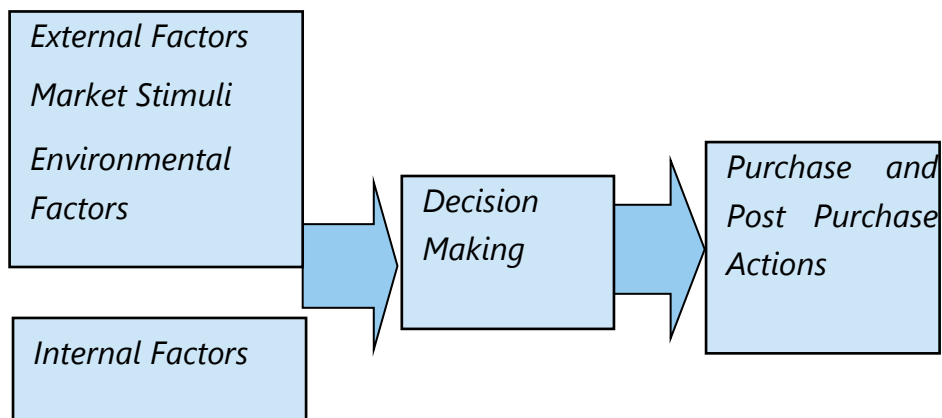 External Factors
Market Stimuli
Environmental
Factors
Internal Factors
Decision
Making
Purchase and
Post Purchase
Actions